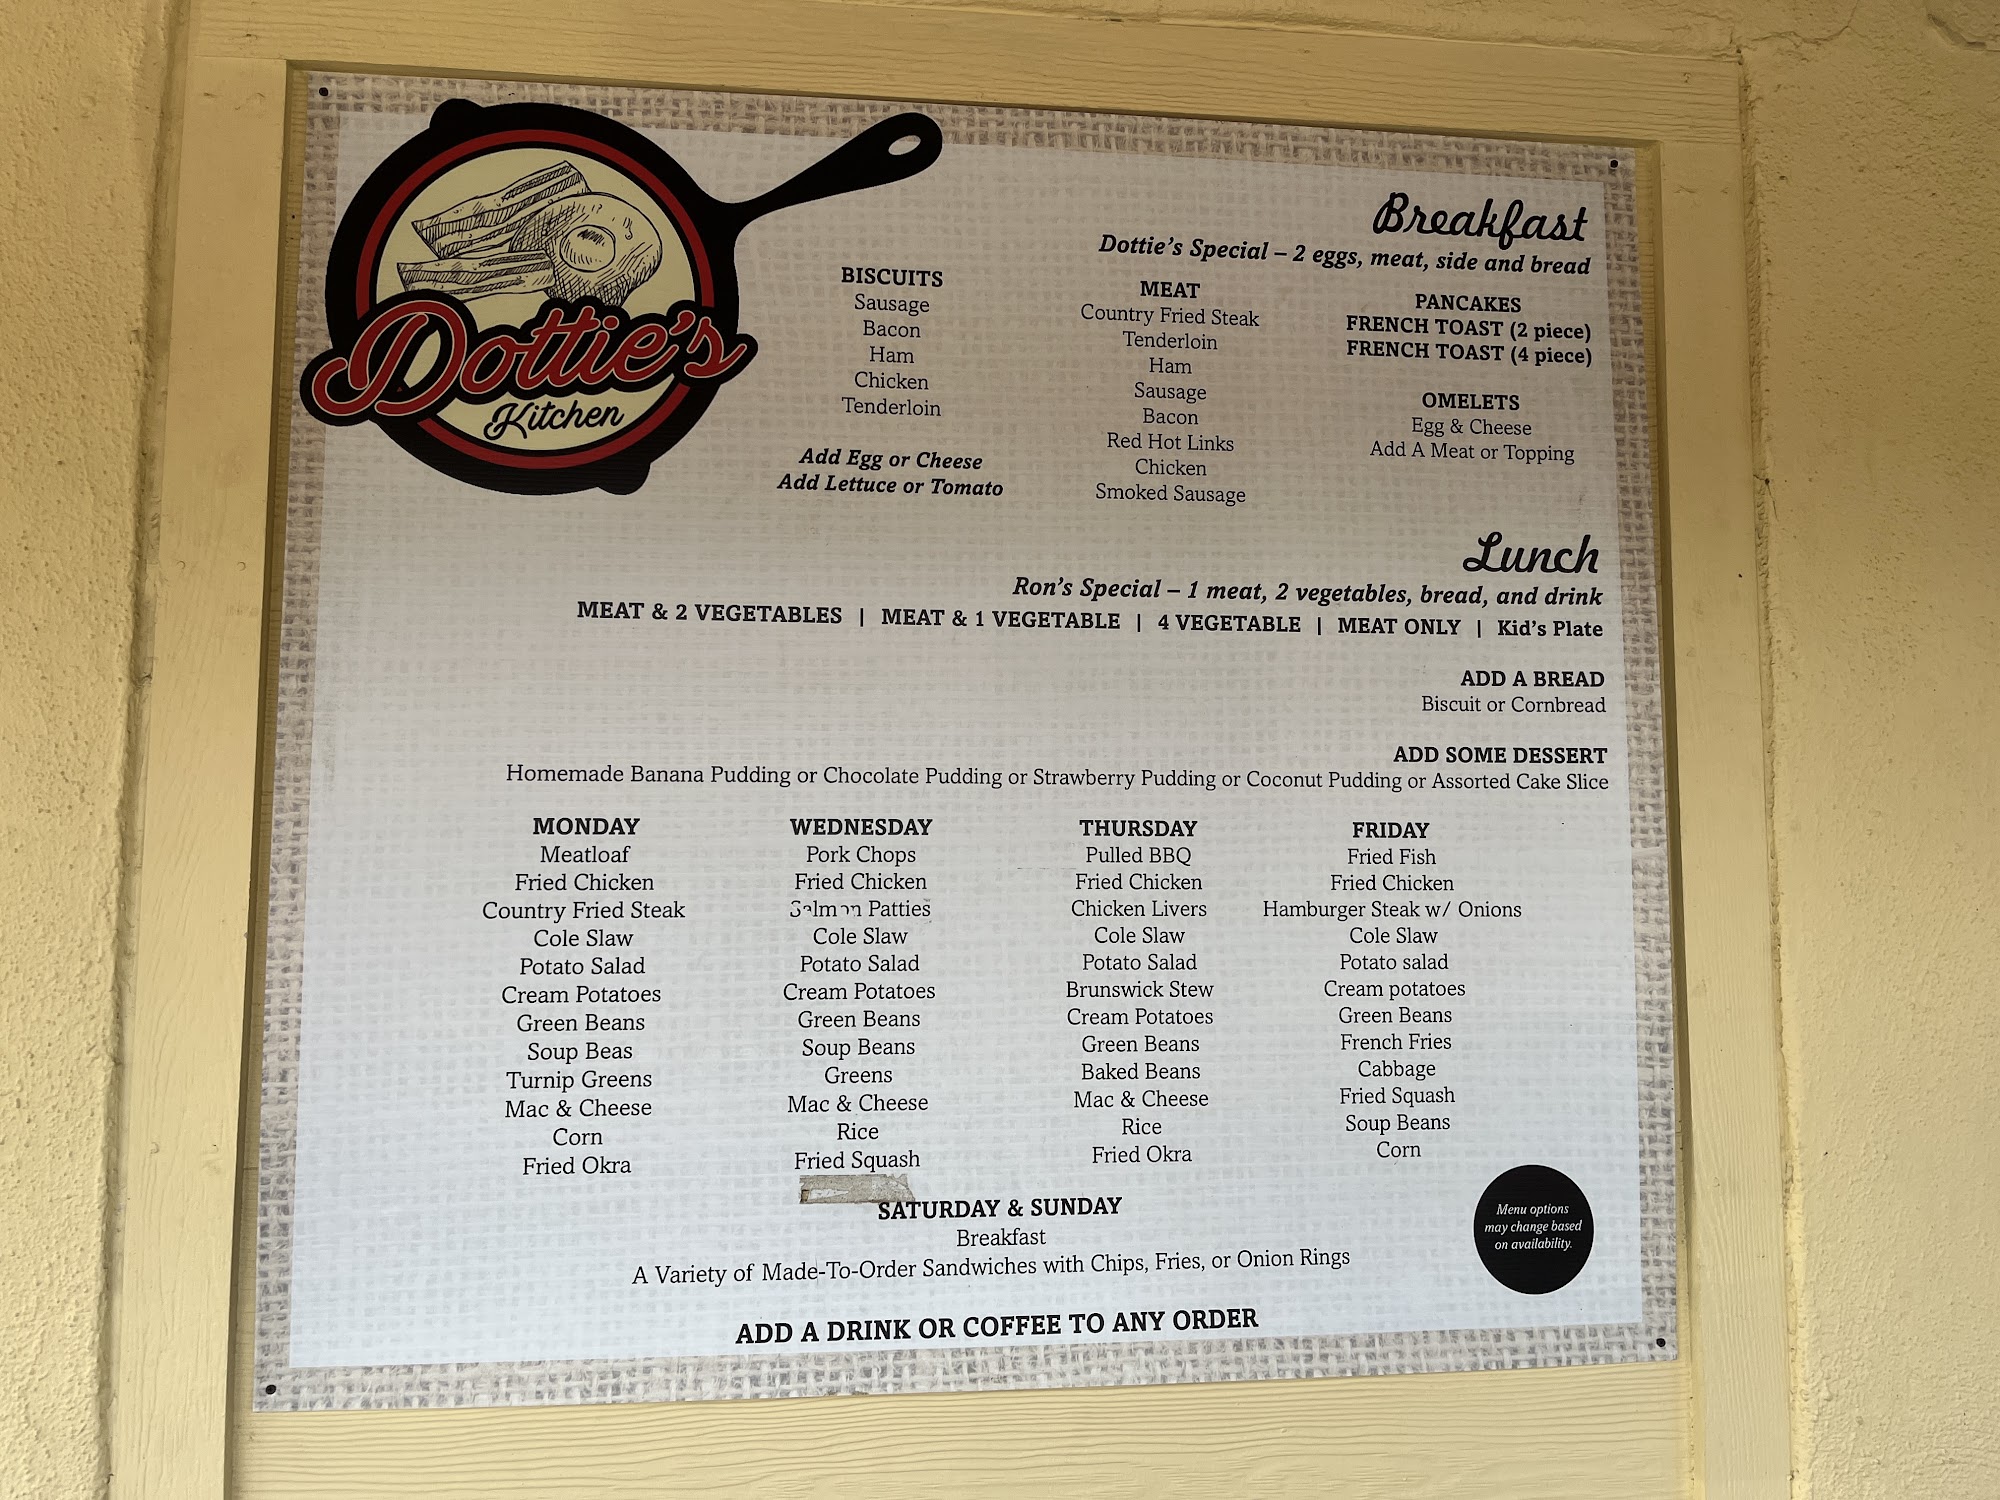 Dottie's
Kitchen
Breakfast
Dottie's Special – 2 eggs, meat, side and bread
BISCUITS
Sausage
Bacon
Ham
Chicken
Tenderloin
Add Egg or Cheese
Add Lettuce or Tomato
MEAT
Country Fried Steak
Tenderloin
Ham
Sausage
Bacon
Red Hot Links
Chicken
Smoked Sausage
PANCAKES
FRENCH TOAST (2 piece)
FRENCH TOAST (4 piece)
OMELETS
Egg & Cheese
Add A Meat or Topping
Lunch
Ron's Special – 1 meat, 2 vegetables, bread, and drink
MEAT & 2 VEGETABLES | MEAT & 1 VEGETABLE | 4 VEGETABLE | MEAT ONLY | Kid's Plate
ADD A BREAD
Biscuit or Cornbread
ADD SOME DESSERT
Homemade Banana Pudding or Chocolate Pudding or Strawberry Pudding or Coconut Pudding or Assorted Cake Slice
MONDAY
Meatloaf
Fried Chicken
Country Fried Steak
Cole Slaw
Potato Salad
Cream Potatoes
Green Beans
Soup Beas
Turnip Greens
Mac & Cheese
Corn
Fried Okra
WEDNESDAY
Pork Chops
Fried Chicken
Salmon Patties
Cole Slaw
Potato Salad
Cream Potatoes
Green Beans
Soup Beans
Greens
Mac & Cheese
Rice
Fried Squash
THURSDAY
Pulled BBQ
Fried Chicken
Chicken Livers
Cole Slaw
Potato Salad
Brunswick Stew
Cream Potatoes
Green Beans
Baked Beans
Mac & Cheese
Rice
Fried Okra
FRIDAY
Fried Fish
Fried Chicken
Hamburger Steak w/ Onions
Cole Slaw
Potato salad
Cream potatoes
Green Beans
French Fries
Cabbage
Fried Squash
Soup Beans
Corn
SATURDAY & SUNDAY
Breakfast
A Variety of Made-To-Order Sandwiches with Chips, Fries, or Onion Rings
Menu options
may change based
on availability.
ADD A DRINK OR COFFEE TO ANY ORDER